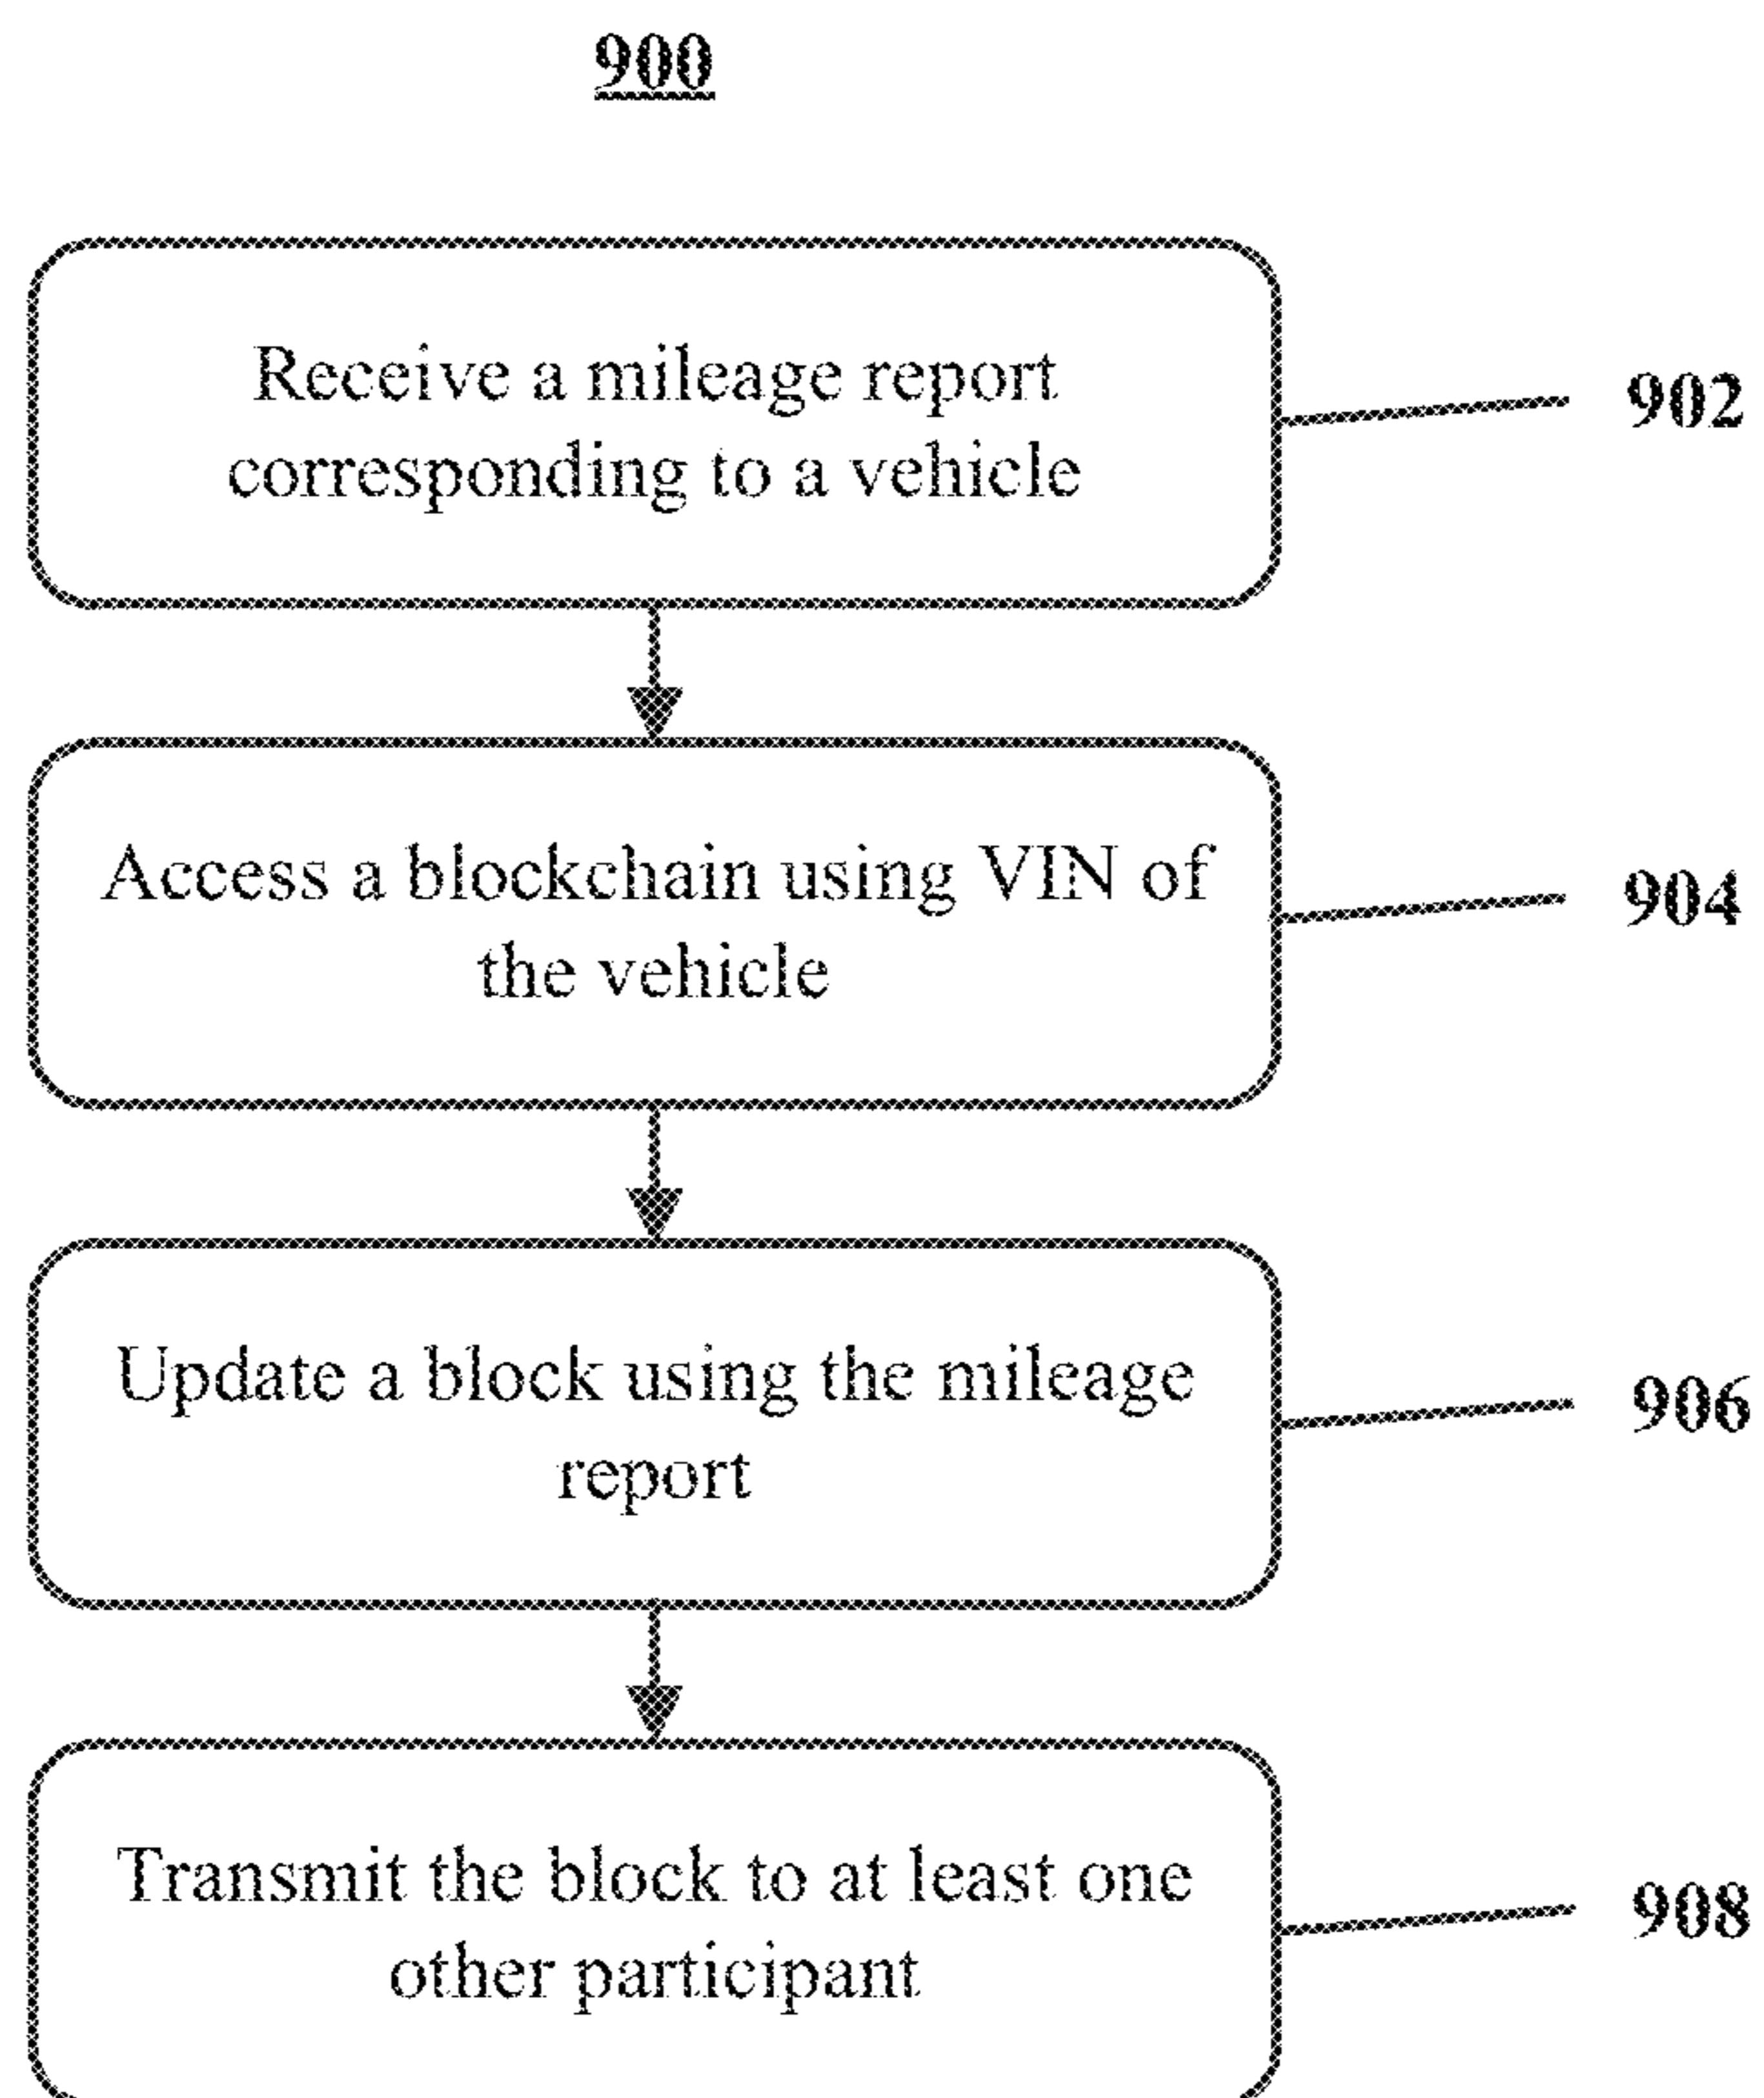 900
Receive a mileage report
corresponding to a vehicle
902
Access a blockchain using VIN of
the vehicle
904
Update a block using the mileage
report
906
Transmit the block to at least one
other participant
908